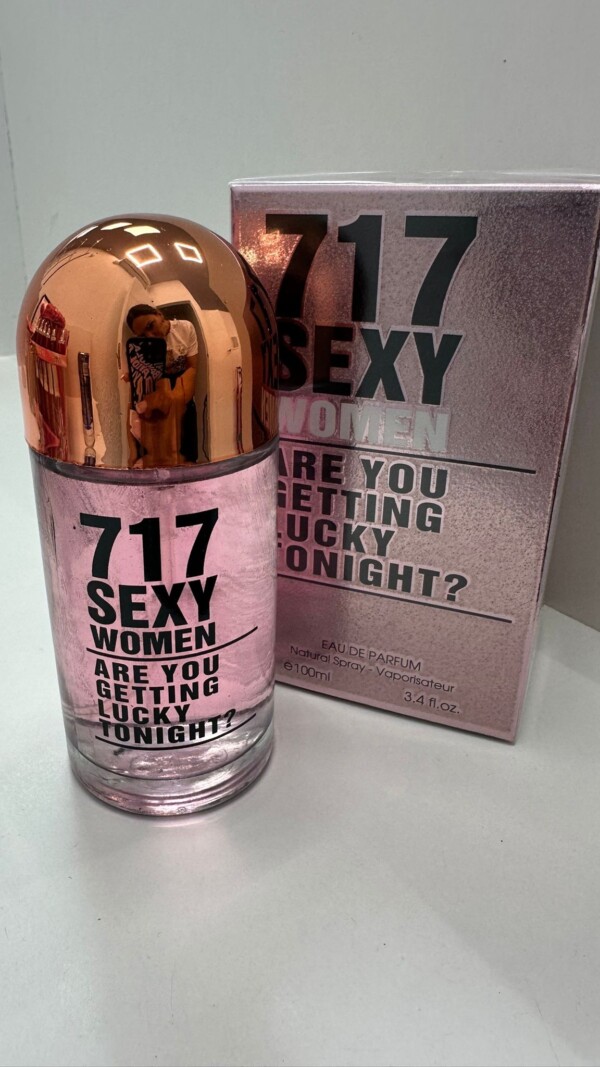 717
SEXY
WOMEN
ARE YOU
GETTING
LUCKY
TONIGHT?
717
SEXY
WOMEN
ARE YOU
GETTING
LUCKY
TONIGHT?
EAU DE PARFUM
Natural Spray - Vaporisateur
e100ml
3.4 fl.oz.